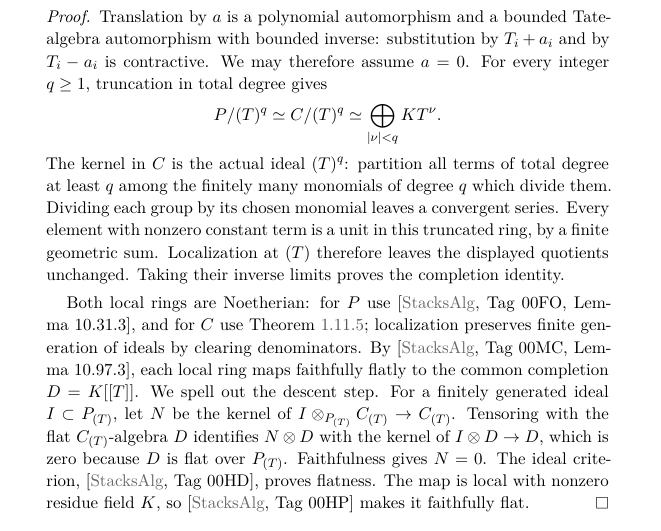 Proof. Translation by a is a polynomial automorphism and a bounded Tate-
algebra automorphism with bounded inverse: substitution by T_i + a_i and by
T_i − a_i is contractive. We may therefore assume a = 0. For every integer
q ≥ 1, truncation in total degree gives
P/(T)^q ≃ C/(T)^q ≃ ⨁_{|ν|<q} KT^ν.
The kernel in C is the actual ideal (T)^q: partition all terms of total degree
at least q among the finitely many monomials of degree q which divide them.
Dividing each group by its chosen monomial leaves a convergent series. Every
element with nonzero constant term is a unit in this truncated ring, by a finite
geometric sum. Localization at (T) therefore leaves the displayed quotients
unchanged. Taking their inverse limits proves the completion identity.
Both local rings are Noetherian: for P use [StacksAlg, Tag 00FO, Lem-
ma 10.31.3], and for C use Theorem 1.11.5; localization preserves finite gen-
eration of ideals by clearing denominators. By [StacksAlg, Tag 00MC, Lem-
ma 10.97.3], each local ring maps faithfully flatly to the common completion
D = K[[T]]. We spell out the descent step. For a finitely generated ideal
I ⊂ P_{(T)}, let N be the kernel of I ⊗_{P_{(T)}} C_{(T)} → C_{(T)}. Tensoring with the
flat C_{(T)}-algebra D identifies N ⊗ D with the kernel of I ⊗ D → D, which is
zero because D is flat over P_{(T)}. Faithfulness gives N = 0. The ideal crite-
rion, [StacksAlg, Tag 00HD], proves flatness. The map is local with nonzero
residue field K, so [StacksAlg, Tag 00HP] makes it faithfully flat. □